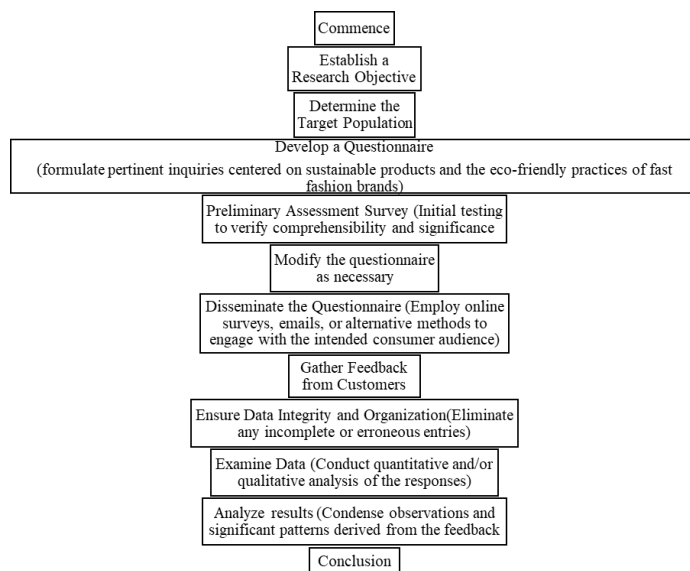 Commence
Establish a
Research Objective
Determine the
Target Population
Develop a Questionnaire
(formulate pertinent inquiries centered on sustainable products and the eco-friendly practices of fast
fashion brands)
Preliminary Assessment Survey (Initial testing
to verify comprehensibility and significance
Modify the questionnaire
as necessary
Disseminate the Questionnaire (Employ online
surveys, emails, or alternative methods to
engage with the intended consumer audience)
Gather Feedback
from Customers
Ensure Data Integrity and Organization(Eliminate
any incomplete or erroneous entries)
Examine Data (Conduct quantitative and/or
qualitative analysis of the responses)
Analyze results (Condense observations and
significant patterns derived from the feedback
Conclusion